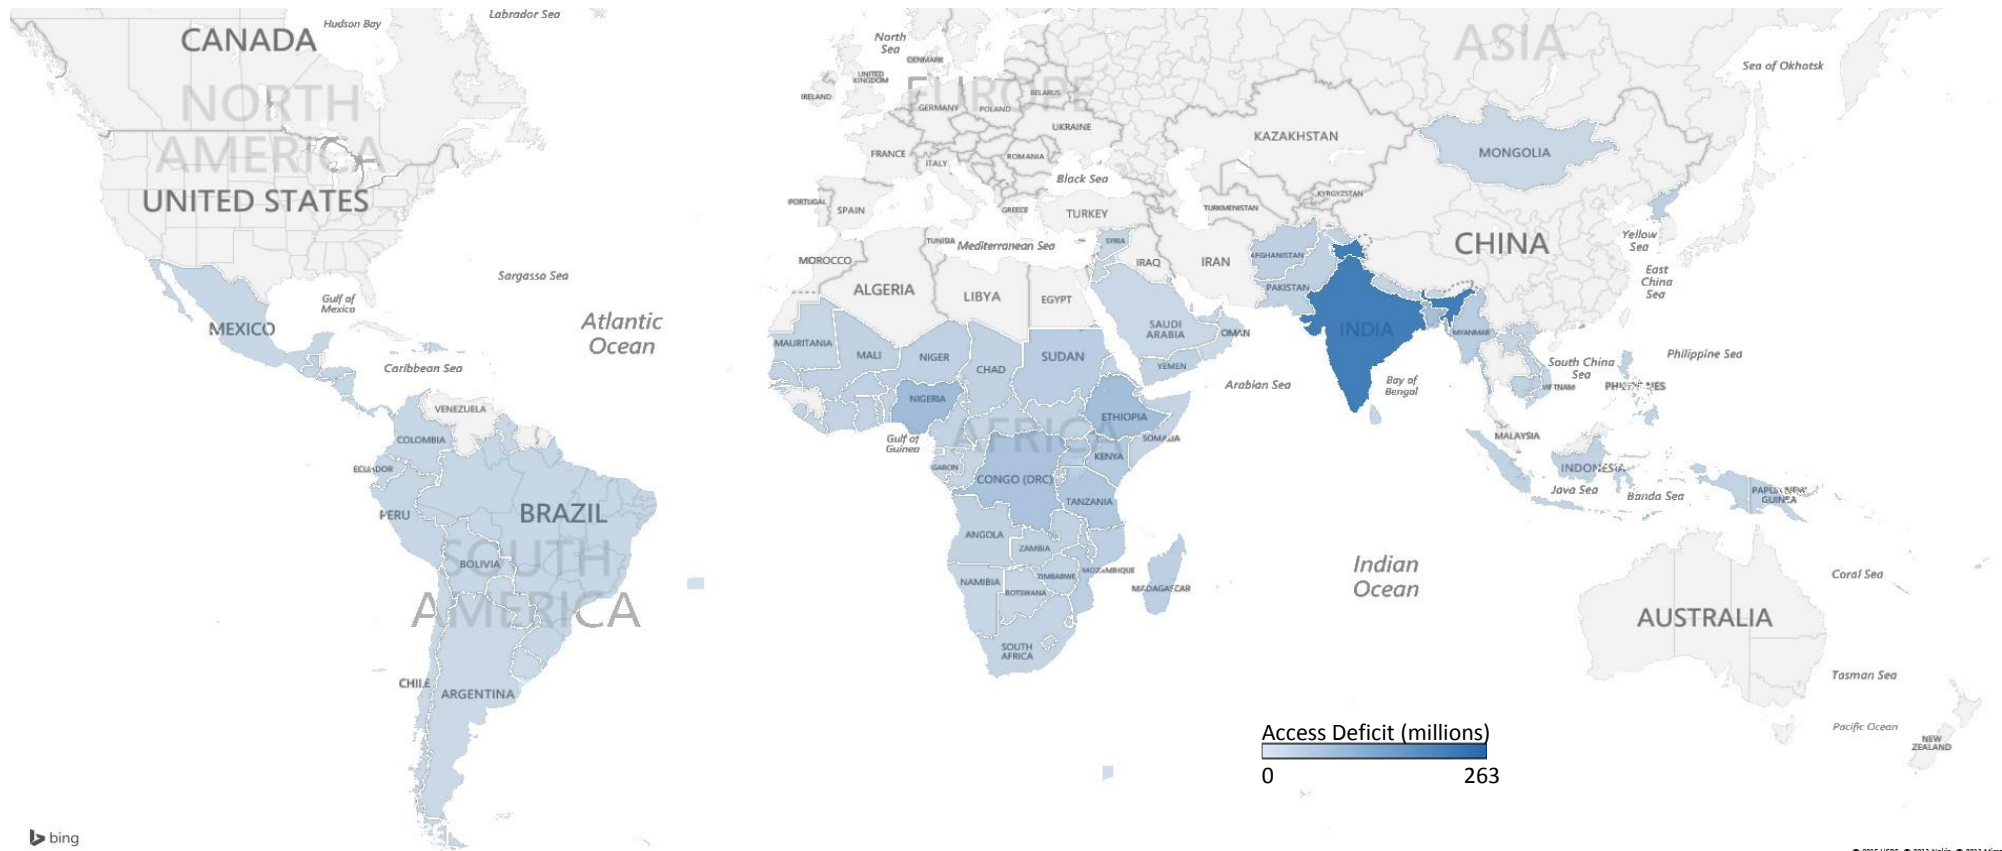 Labrador Sea
Hudson Bay
CANADA
NORTH
AMERICA
UNITED STATES
Sargasso Sea
Gulf of
Mexico
MEXICO
Atlantic
Ocean
Caribbean Sea
VENEZUELA
COLOMBIA
ECUADOR
PERU
BRAZIL
SOUTH
AMERICA
BOLIVIA
CHILE
ARGENTINA
North
Sea
DENMARK
UNITED
KINGDOM
IRELAND
EUROPE
BELARUS
GERMANY
POLAND
UKRAINE
FRANCE
ITALY
ROMANIA
Black Sea
PORTUGAL
SPAIN
GREECE
TURKEY
TUNISIA
Mediterranean Sea
SYRIA
MOROCCO
IRAQ
IRAN
ALGERIA
LIBYA
EGYPT
ASIA
Sea of Okhotsk
KAZAKHSTAN
MONGOLIA
KYRGYZSTAN
TURKMENISTAN
CHINA
Yellow
Sea
East
China
Sea
AFGHANISTAN
PAKISTAN
SAUDI
ARABIA
OMAN
YEMEN
INDIA
MYANMAR
MAURITANIA
MALI
NIGER
CHAD
SUDAN
NIGERIA
ETHIOPIA
AFRICA
SOMALIA
Gulf of
Guinea
GABON
KENYA
CONGO (DRC)
TANZANIA
ANGOLA
ZAMBIA
NAMIBIA
ZIMBABWE
MOZAMBIQUE
BOTSWANA
MADAGASCAR
SOUTH
AFRICA
Arabian Sea
Bay of
Bengal
South China
Sea
Philippine Sea
VIETNAM
PHILIPPINES
MALAYSIA
INDONESIA
Java Sea
Banda Sea
PAPUA NEW
GUINEA
Indian
Ocean
Coral Sea
AUSTRALIA
Tasman Sea
Pacific Ocean
NEW
ZEALAND
Access Deficit (millions)
0 263
bing